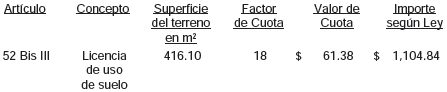 Artículo Concepto Superficie Factor Valor de Importe
del terreno de Cuota Cuota según Ley
en m²
52 Bis III Licencia 416.10 18 $ 61.38 $ 1,104.84
de uso
de suelo